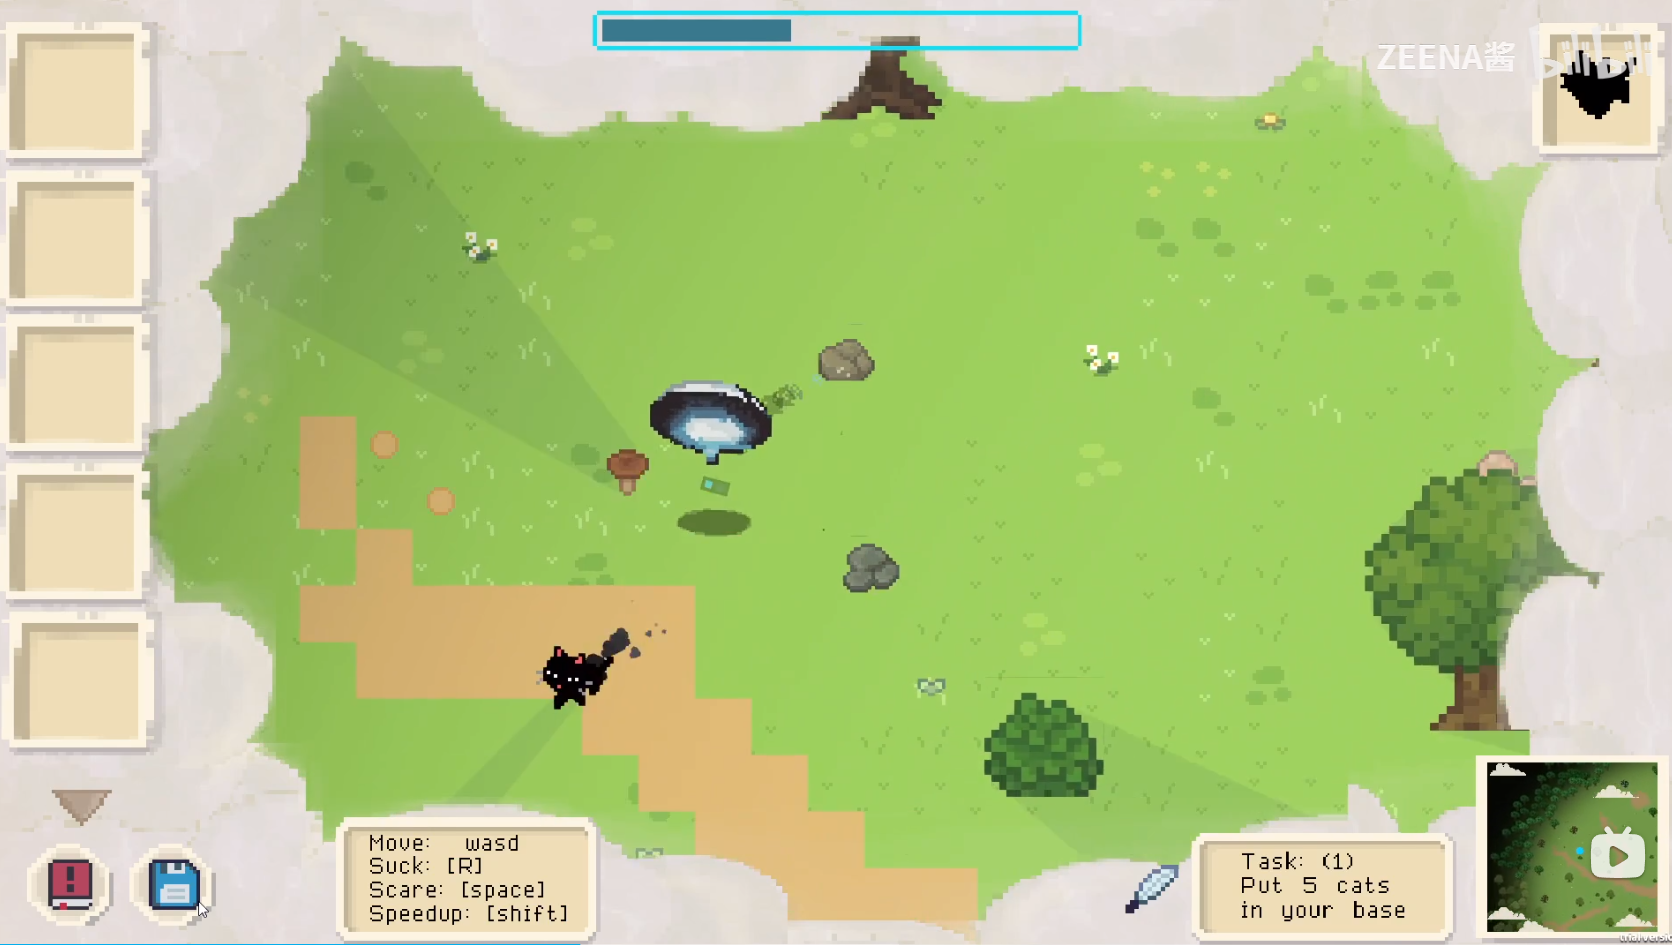 ZEENA酱 bilibili
Move: wasd
Suck: [R]
Scare: [space]
Speedup: [shift]
Task: (1)
Put 5 cats
in your base